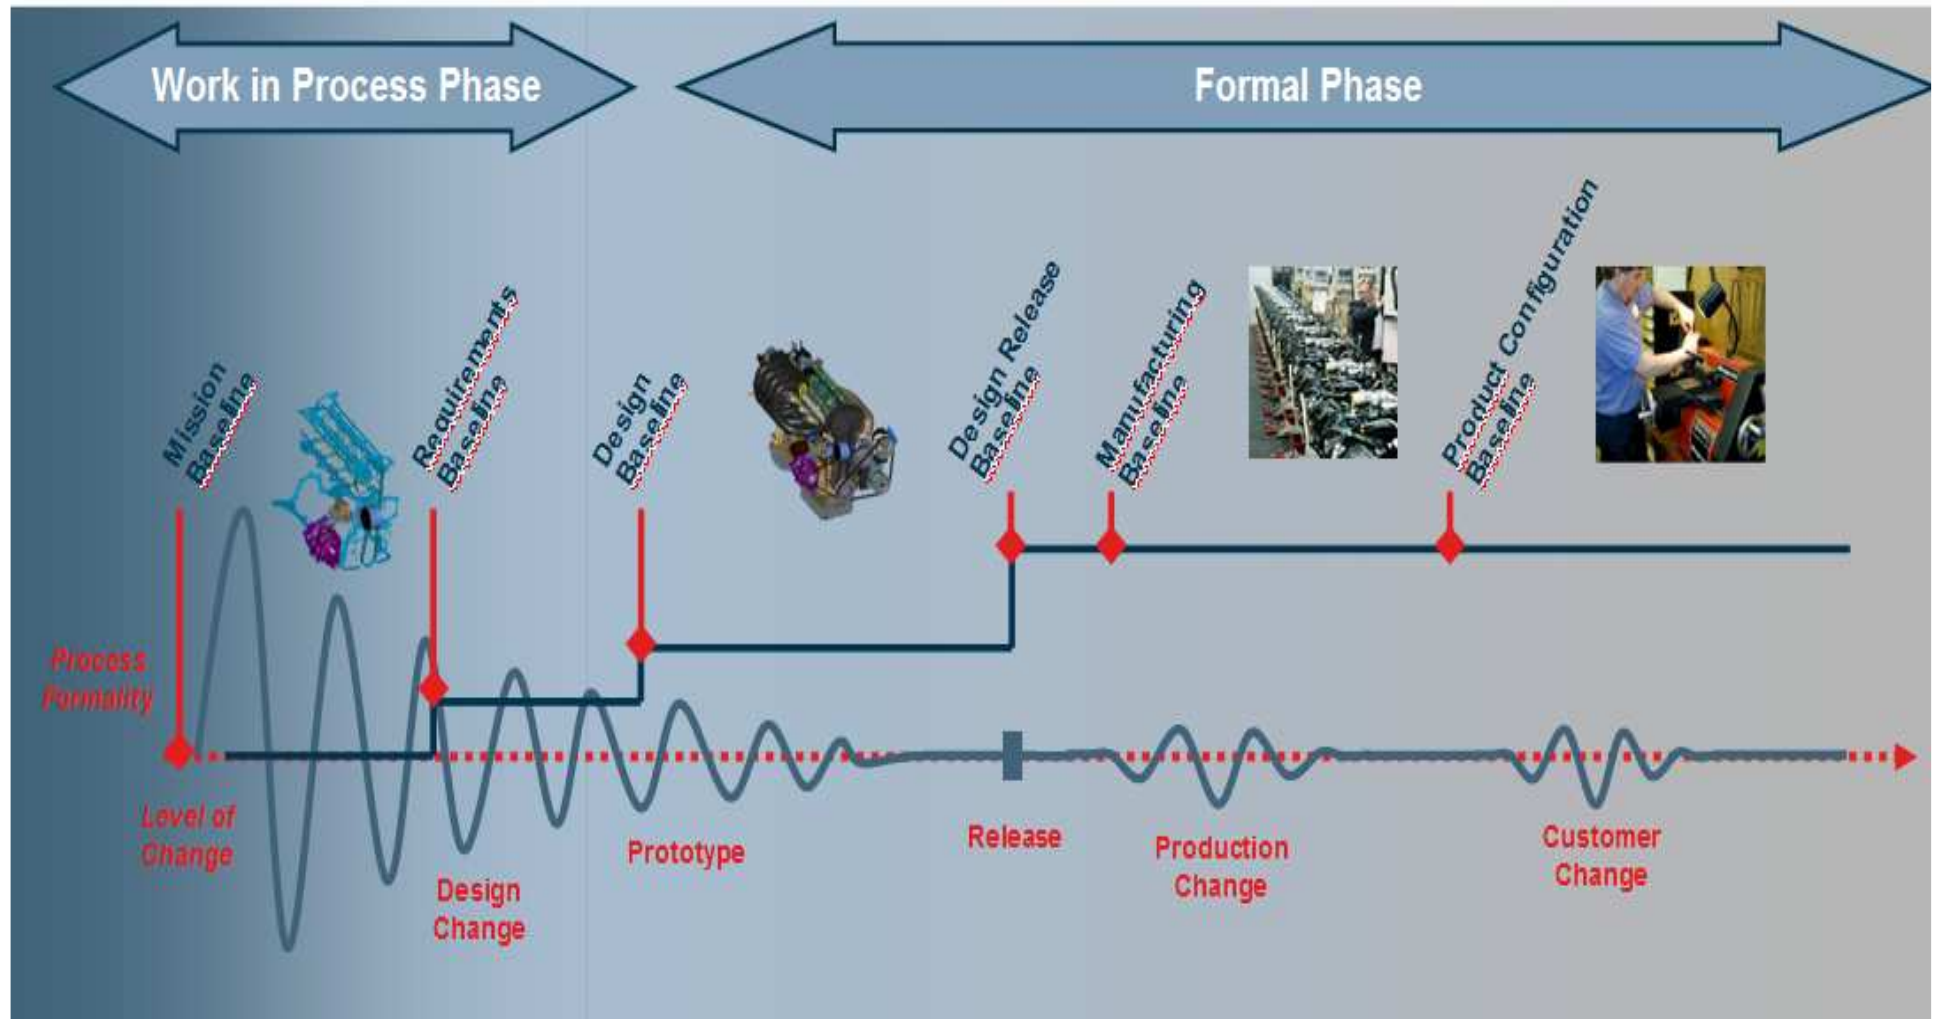 Work in Process Phase
Formal Phase
Mission
Baseline
Requirements
Baseline
Design
Baseline
Design Release
Baseline
Manufacturing
Baseline
Product Configuration
Baseline
Process
Formality
Level of
Change
Design
Change
Prototype
Release
Production
Change
Customer
Change